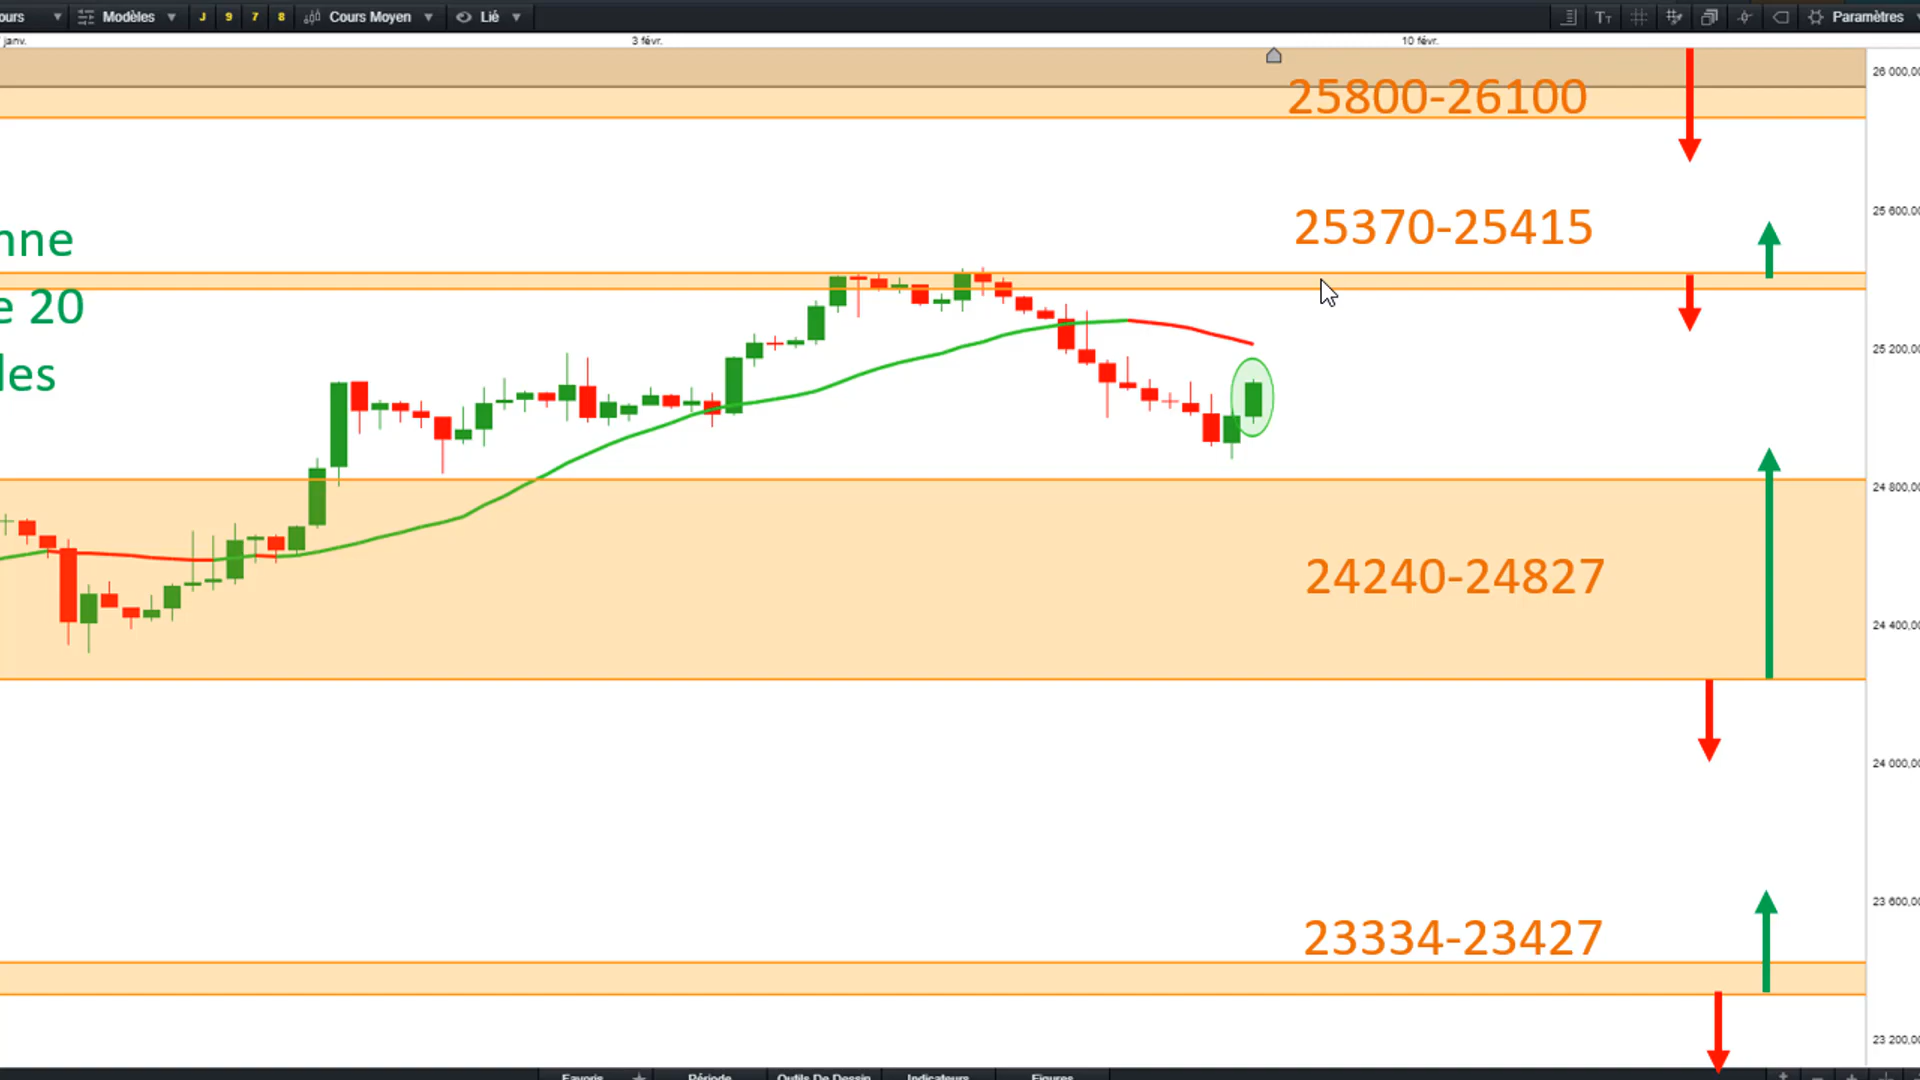 ours Modèles J 9 7 8 Cours Moyen Lié Paramètres
janv. 3 févr. 10 févr.
26 000,0
25800-26100
25 600,0
25370-25415
nne
e 20
les
25 200,0
24 800,0
24240-24827
24 400,0
24 000,0
23 600,0
23334-23427
23 200,0
Favoris Période Outils De Dessin Indicateurs Figures